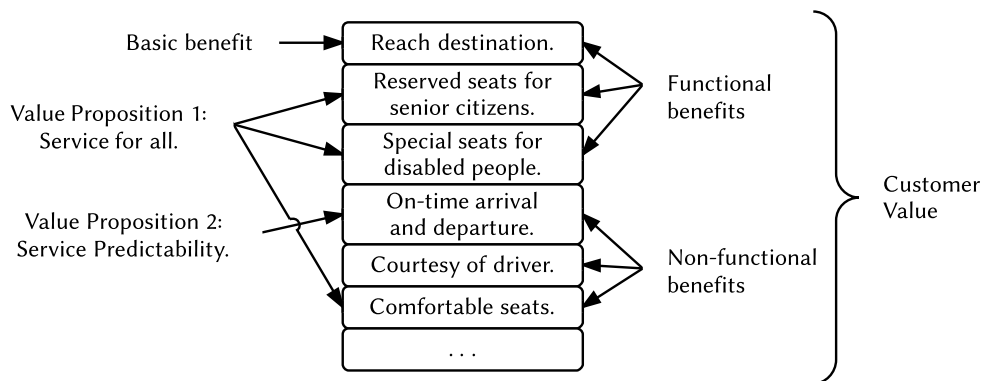 Basic benefit
Value Proposition 1:
Service for all.
Value Proposition 2:
Service Predictability.
Reach destination.
Reserved seats for
senior citizens.
Special seats for
disabled people.
On-time arrival
and departure.
Courtesy of driver.
Comfortable seats.
. . .
Functional
benefits
Non-functional
benefits
Customer
Value